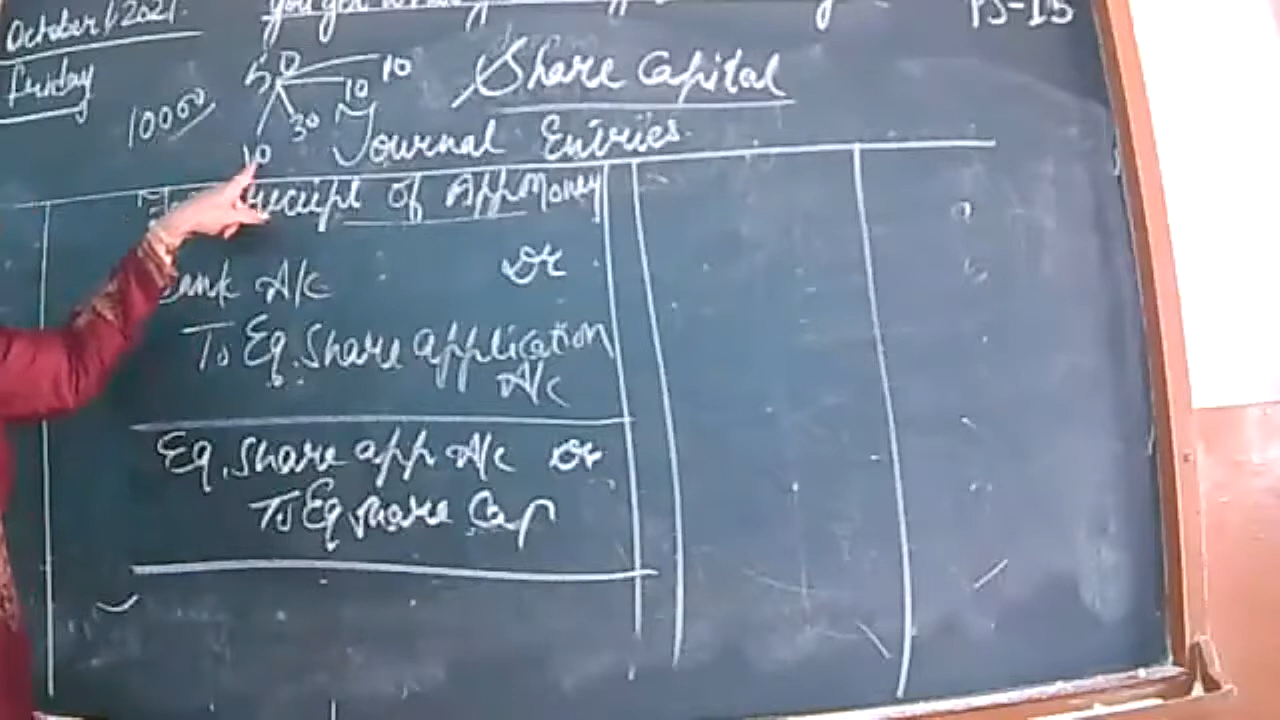 October 1, 2021.
PS-15
Friday
50
10
10
30
10
10000
Share Capital
Journal Entries
receipt of App Money
Bank A/c Dr
To Eq. Share application
A/c
Eq. Share app A/c Dr
To Eq Share Cap